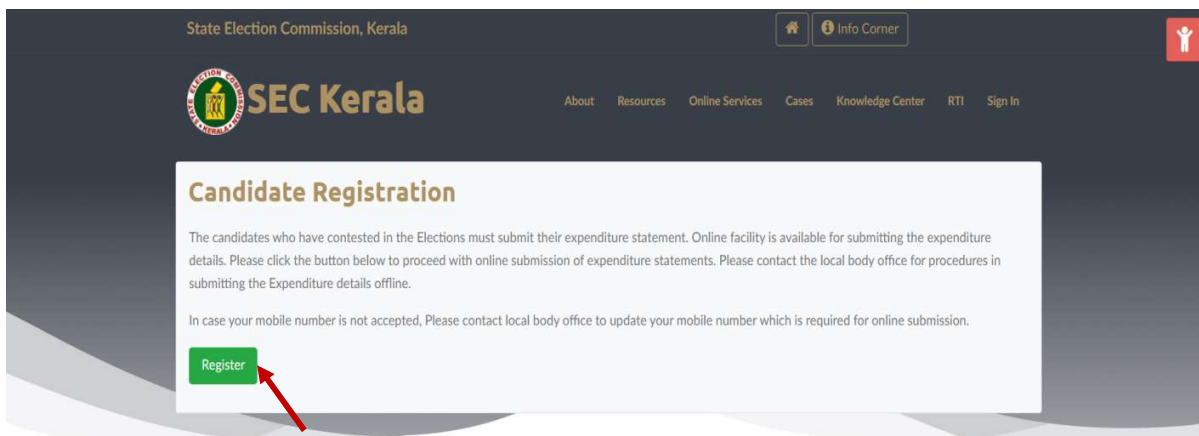 State Election Commission, Kerala
Info Corner
STATE ELECTION COMMISSION
KERALA
SEC Kerala
About Resources Online Services Cases Knowledge Center RTI Sign In
Candidate Registration
The candidates who have contested in the Elections must submit their expenditure statement. Online facility is available for submitting the expenditure
details. Please click the button below to proceed with online submission of expenditure statements. Please contact the local body office for procedures in
submitting the Expenditure details offline.
In case your mobile number is not accepted, Please contact local body office to update your mobile number which is required for online submission.
Register